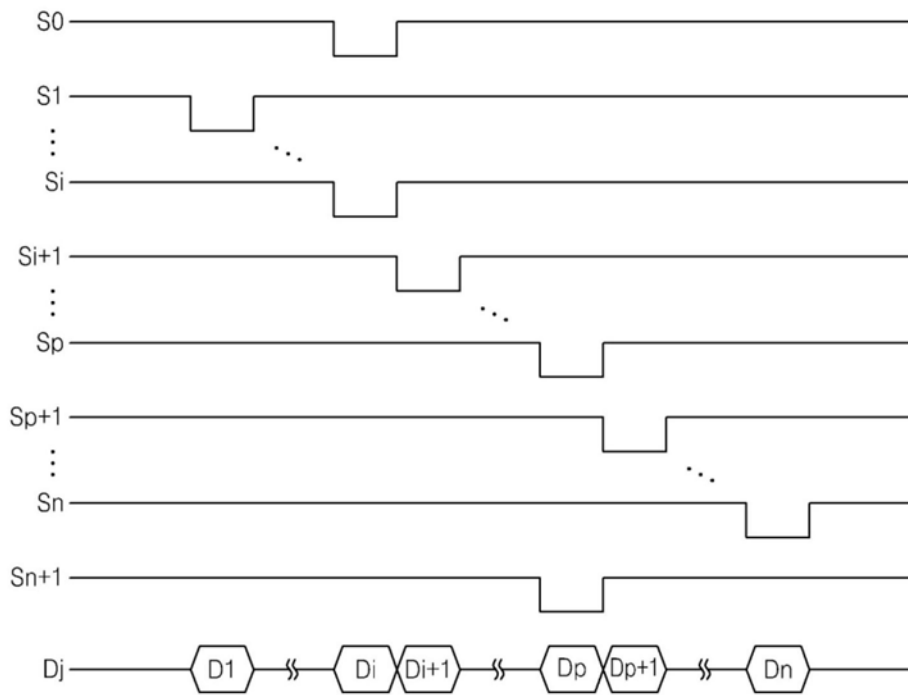 S0
S1
Si
Si+1
Sp
Sp+1
Sn
Sn+1
Dj D1 Di Di+1 Dp Dp+1 Dn